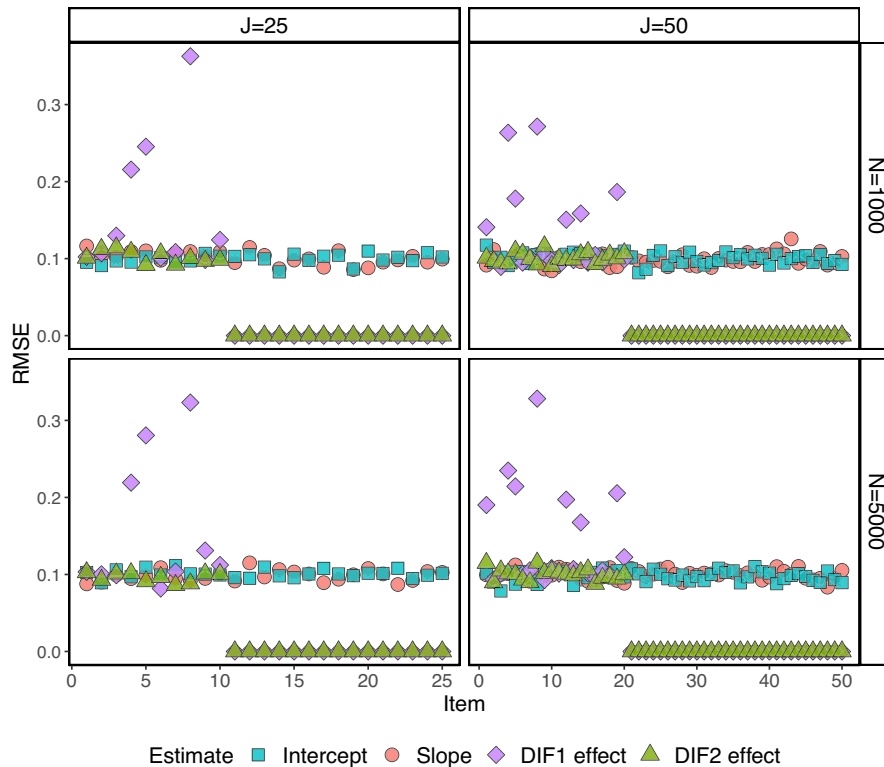 J=25 J=50
0.3
0.2
0.1
0.0
N=1000
RMSE
0.3
0.2
0.1
0.0
N=5000
0 5 10 15 20 25 0 10 20 30 40 50
Item
Estimate Intercept Slope DIF1 effect DIF2 effect